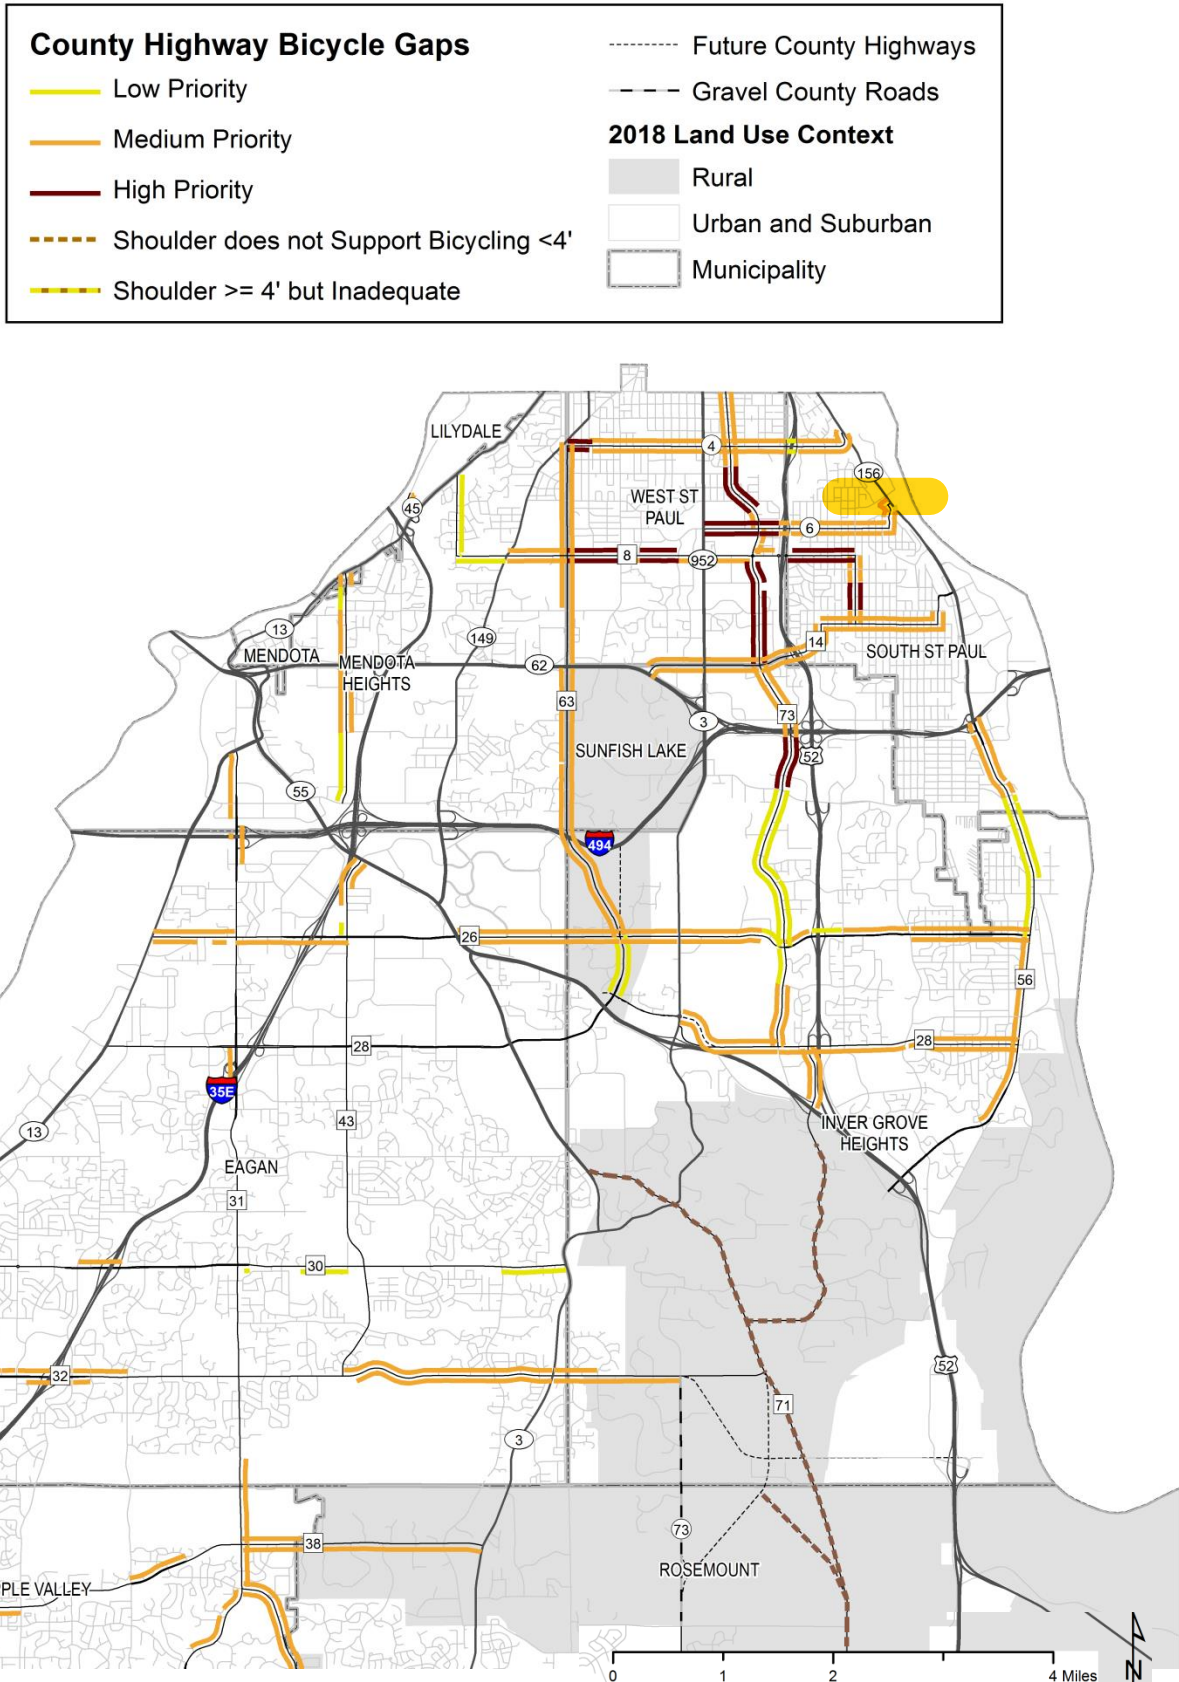 County Highway Bicycle Gaps
Low Priority
Medium Priority
High Priority
Shoulder does not Support Bicycling <4'
Shoulder >= 4' but Inadequate
Future County Highways
Gravel County Roads
2018 Land Use Context
Rural
Urban and Suburban
Municipality
LILYDALE
4
156
45
WEST ST
PAUL
6
8
952
13
149
14
MENDOTA
MENDOTA
HEIGHTS
62
SOUTH ST PAUL
63
3
73
SUNFISH LAKE
52
55
494
26
56
28
28
35E
43
13
INVER GROVE
HEIGHTS
EAGAN
31
30
32
52
71
3
73
38
ROSEMOUNT
PLE VALLEY
0 1 2 4 Miles
N